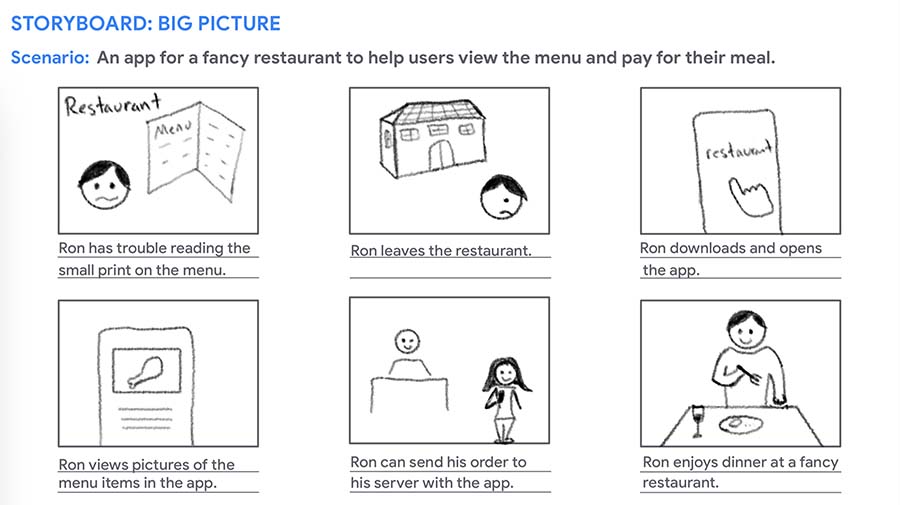 STORYBOARD: BIG PICTURE
Scenario: An app for a fancy restaurant to help users view the menu and pay for their meal.
Restaurant
Menu
Ron has trouble reading the
small print on the menu.
Ron leaves the restaurant.
restaurant
Ron downloads and opens
the app.
Ron views pictures of the
menu items in the app.
Ron can send his order to
his server with the app.
Ron enjoys dinner at a fancy
restaurant.